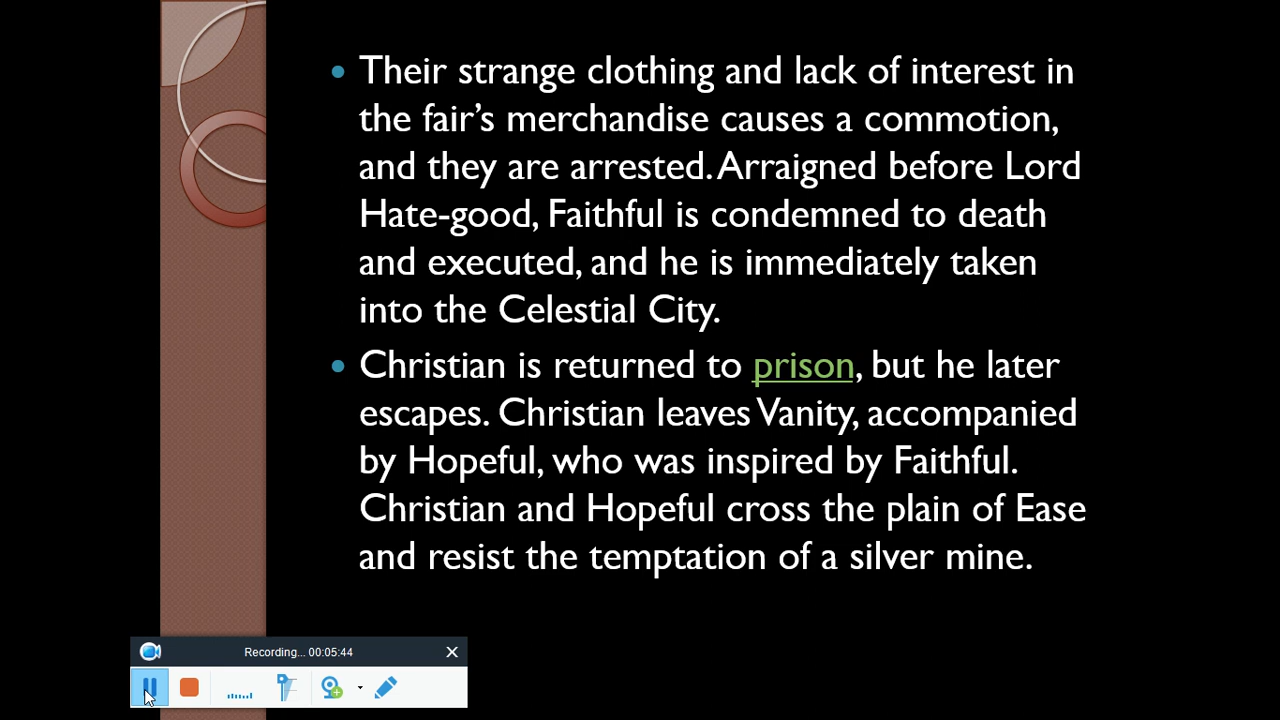 • Their strange clothing and lack of interest in
the fair's merchandise causes a commotion,
and they are arrested. Arraigned before Lord
Hate-good, Faithful is condemned to death
and executed, and he is immediately taken
into the Celestial City.
• Christian is returned to prison, but he later
escapes. Christian leaves Vanity, accompanied
by Hopeful, who was inspired by Faithful.
Christian and Hopeful cross the plain of Ease
and resist the temptation of a silver mine.
Recording... 00:05:44